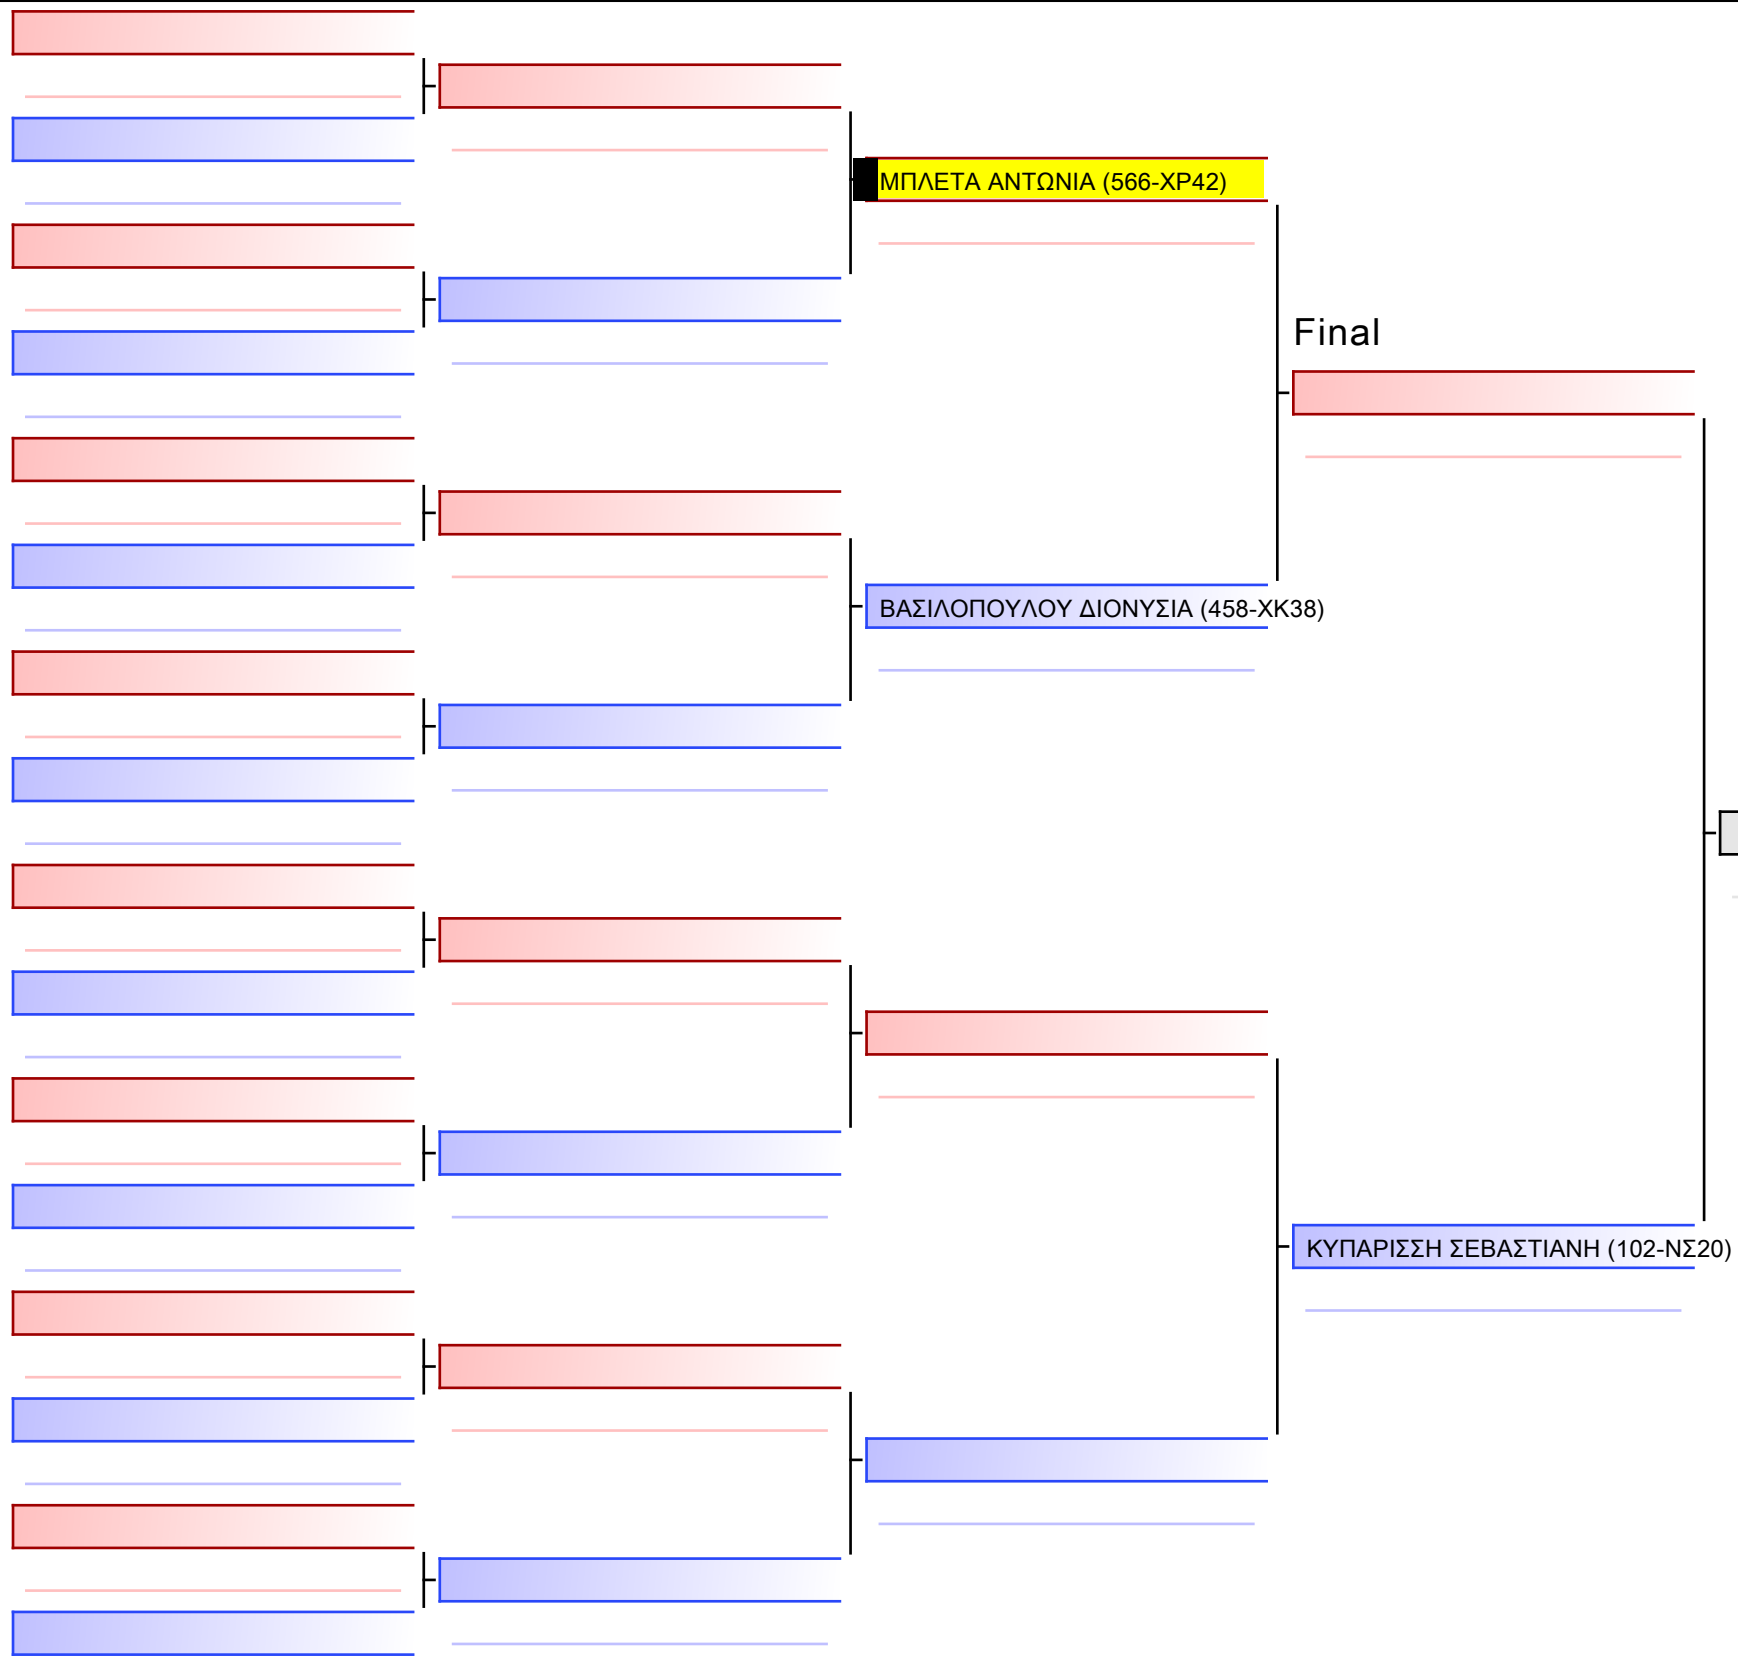 ΜΠΛΕΤΑ ΑΝΤΩΝΙΑ (566-ΧΡ42)
Final
ΒΑΣΙΛΟΠΟΥΛΟΥ ΔΙΟΝΥΣΙΑ (458-ΧΚ38)
ΚΥΠΑΡΙΣΣΗ ΣΕΒΑΣΤΙΑΝΗ (102-ΝΣ20)